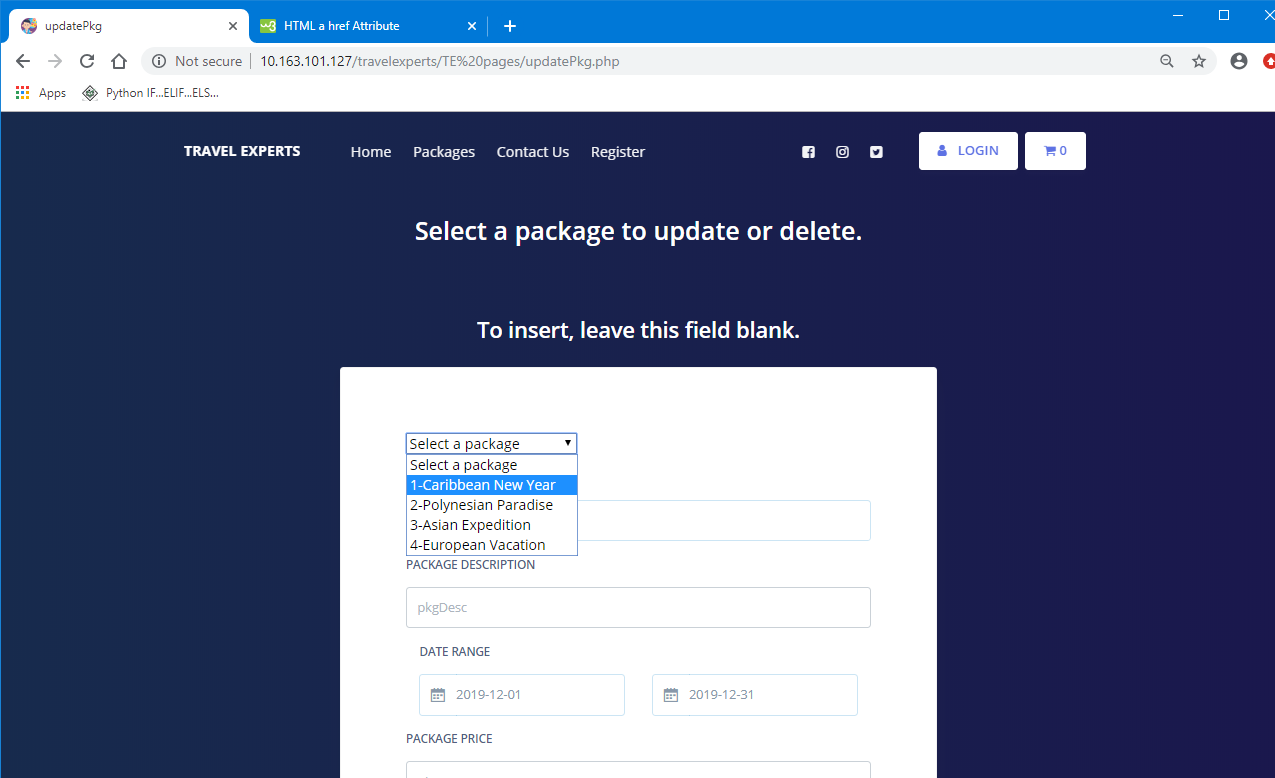 updatePkg
HTML a href Attribute
Not secure
10.163.101.127/travelexperts/TE%20pages/updatePkg.php
Apps
Python IF...ELIF...ELS...
TRAVEL EXPERTS
Home
Packages
Contact Us
Register
LOGIN
0
Select a package to update or delete.
To insert, leave this field blank.
Select a package
Select a package
1-Caribbean New Year
2-Polynesian Paradise
3-Asian Expedition
4-European Vacation
PACKAGE DESCRIPTION
pkgDesc
DATE RANGE
2019-12-01
2019-12-31
PACKAGE PRICE